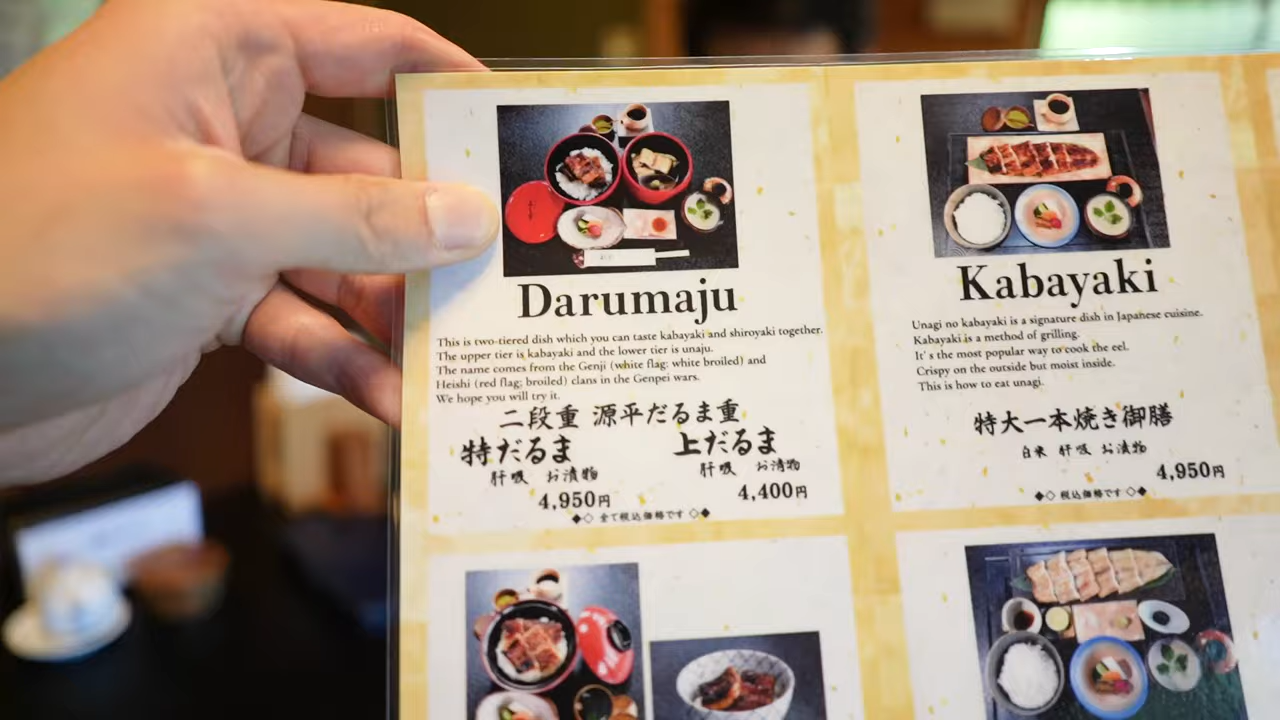 Darumaju
This is two-tiered dish which you can taste kabayaki and shiroyaki together.
The upper tier is kabayaki and the lower tier is unaju.
The name comes from the Genji (white flag; white broiled) and
Heishi (red flag; broiled) clans in the Genpei wars.
We hope you will try it.
二段重 源平だるま重
特だるま
肝吸 お漬物
4,950円
上だるま
肝吸 お漬物
4,400円
◆◇ 全て税込価格です ◇◆
Kabayaki
Unagi no kabayaki is a signature dish in Japanese cuisine.
Kabayaki is a method of grilling.
It's the most popular way to cook the eel.
Crispy on the outside but moist inside.
This is how to eat unagi.
特大一本焼き御膳
白米 肝吸 お漬物
4,950円
◆◇ 税込価格です ◇◆